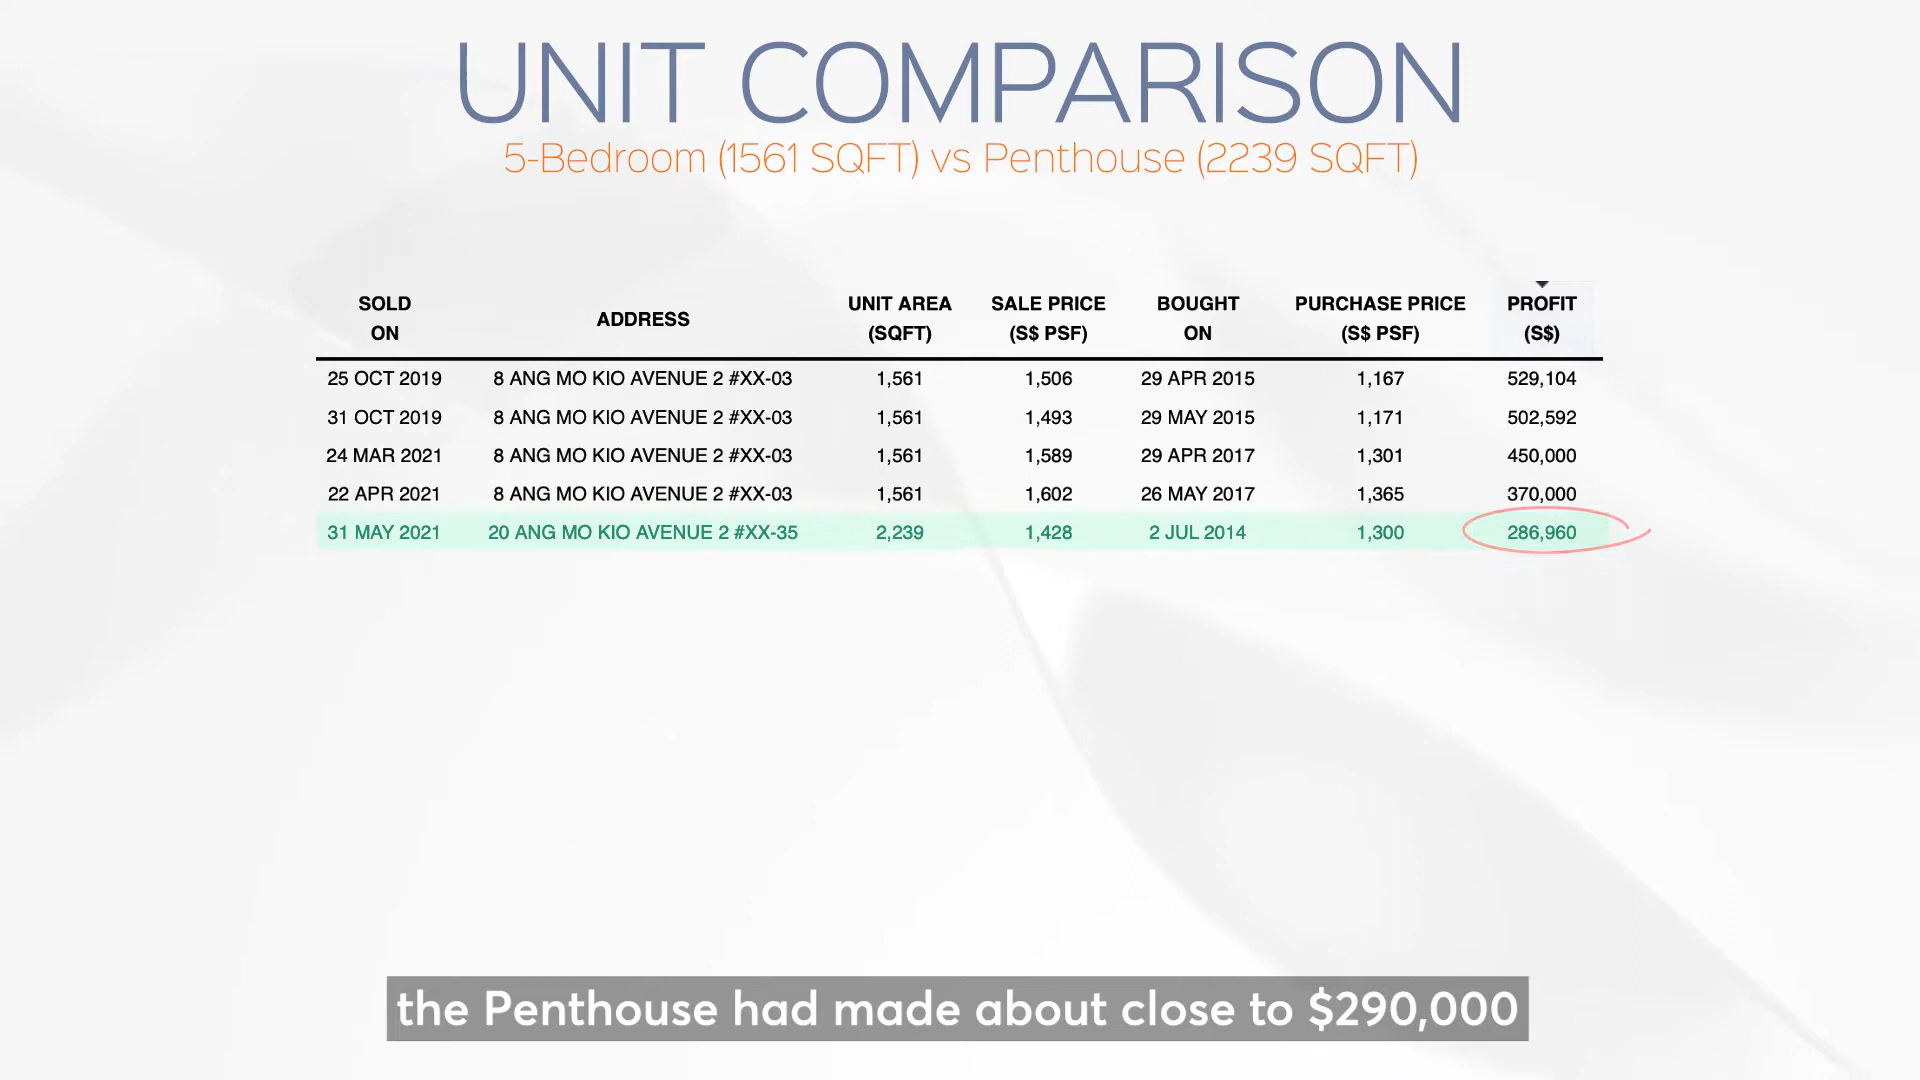 UNIT COMPARISON
5-Bedroom (1561 SQFT) vs Penthouse (2239 SQFT)
SOLD ON ADDRESS UNIT AREA (SQFT) SALE PRICE (S$ PSF) BOUGHT ON PURCHASE PRICE (S$ PSF) PROFIT (S$)
25 OCT 2019 8 ANG MO KIO AVENUE 2 #XX-03 1,561 1,506 29 APR 2015 1,167 529,104
31 OCT 2019 8 ANG MO KIO AVENUE 2 #XX-03 1,561 1,493 29 MAY 2015 1,171 502,592
24 MAR 2021 8 ANG MO KIO AVENUE 2 #XX-03 1,561 1,589 29 APR 2017 1,301 450,000
22 APR 2021 8 ANG MO KIO AVENUE 2 #XX-03 1,561 1,602 26 MAY 2017 1,365 370,000
31 MAY 2021 20 ANG MO KIO AVENUE 2 #XX-35 2,239 1,428 2 JUL 2014 1,300 286,960
the Penthouse had made about close to $290,000